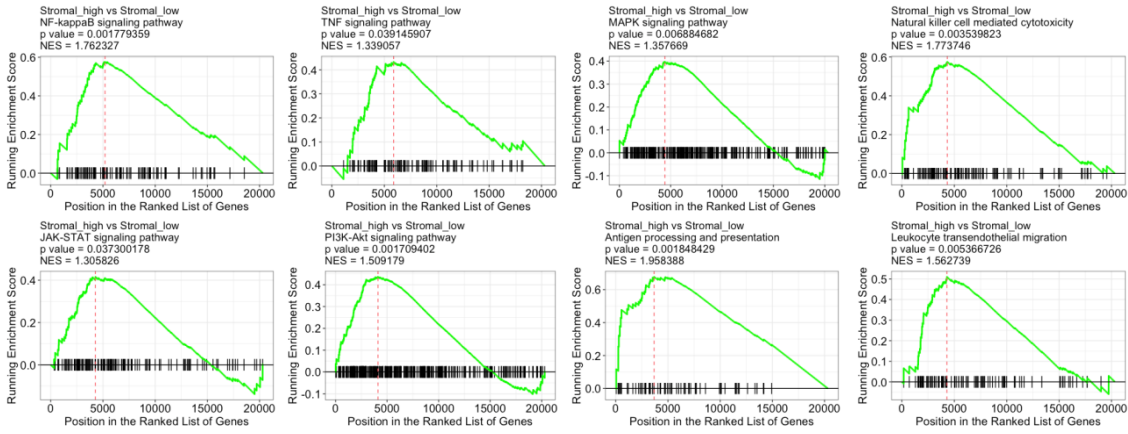 Stromal_high vs Stromal_low
NF-kappaB signaling pathway
p value = 0.001779359
NES = 1.762327
Running Enrichment Score
0.6
0.4
0.2
0.0
0
5000
10000
15000
20000
Position in the Ranked List of Genes
Stromal_high vs Stromal_low
TNF signaling pathway
p value = 0.039145907
NES = 1.339057
Running Enrichment Score
0.4
0.3
0.2
0.1
0.0
0
5000
10000
15000
20000
Position in the Ranked List of Genes
Stromal_high vs Stromal_low
MAPK signaling pathway
p value = 0.006884682
NES = 1.357669
Running Enrichment Score
0.4
0.3
0.2
0.1
0.0
-0.1
0
5000
10000
15000
20000
Position in the Ranked List of Genes
Stromal_high vs Stromal_low
Natural killer cell mediated cytotoxicity
p value = 0.003539823
NES = 1.773746
Running Enrichment Score
0.6
0.4
0.2
0.0
0
5000
10000
15000
20000
Position in the Ranked List of Genes
Stromal_high vs Stromal_low
JAK-STAT signaling pathway
p value = 0.037300178
NES = 1.305826
Running Enrichment Score
0.4
0.2
0.0
0
5000
10000
15000
20000
Position in the Ranked List of Genes
Stromal_high vs Stromal_low
PI3K-Akt signaling pathway
p value = 0.001709402
NES = 1.509179
Running Enrichment Score
0.4
0.3
0.2
0.1
0.0
-0.1
0
5000
10000
15000
20000
Position in the Ranked List of Genes
Stromal_high vs Stromal_low
Antigen processing and presentation
p value = 0.001848429
NES = 1.958388
Running Enrichment Score
0.6
0.4
0.2
0.0
0
5000
10000
15000
20000
Position in the Ranked List of Genes
Stromal_high vs Stromal_low
Leukocyte transendothelial migration
p value = 0.005366726
NES = 1.562739
Running Enrichment Score
0.5
0.4
0.3
0.2
0.1
0.0
0
5000
10000
15000
20000
Position in the Ranked List of Genes